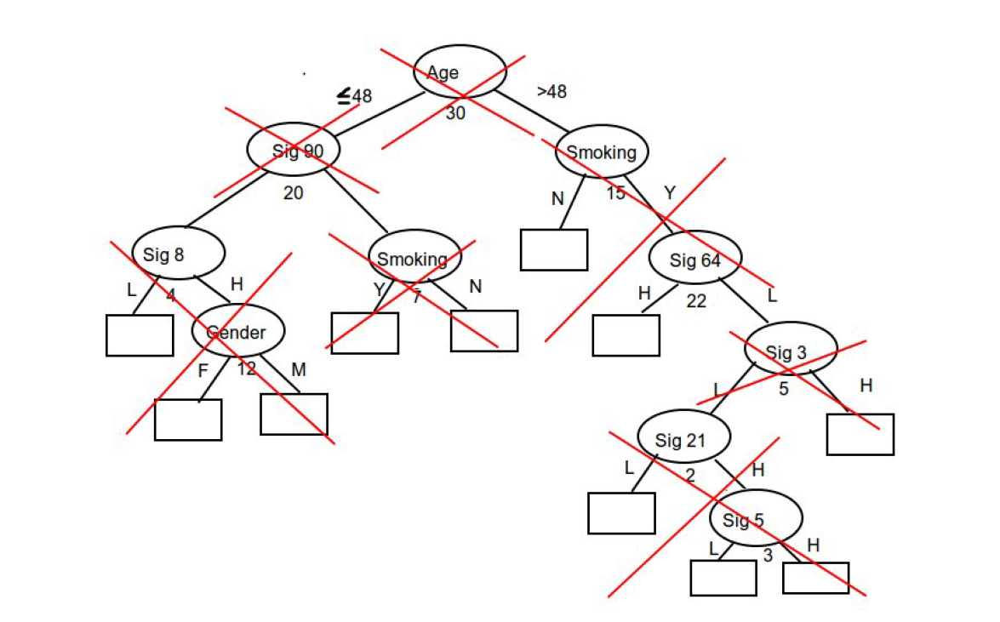 Age
≤48
>48
30
Sig 90
Smoking
20
15
Y
N
Sig 8
Smoking
Sig 64
L
4
H
Y
7
N
H
22
L
Gender
Sig 3
F
12
M
L
5
H
Sig 21
L
2
H
Sig 5
L
3
H